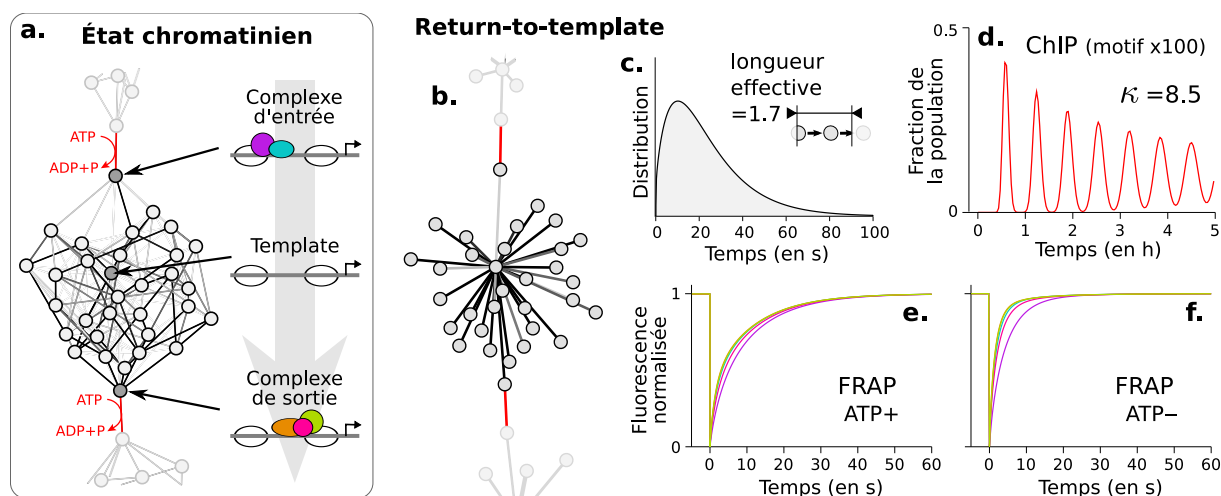 a.
État chromatinien
ATP
ADP+P
Complexe
d'entrée
Template
Complexe
de sortie
ATP
ADP+P
Return-to-template
b.
c.
longueur
effective
=1.7
Distribution
0 20 40 60 80 100
Temps (en s)
d.
ChIP (motif x100)
κ =8.5
Fraction de
la population
0.5
0
0 1 2 3 4 5
Temps (en h)
Fluorescence
normalisée
1
0
e.
FRAP
ATP+
0 10 20 30 40 50 60
Temps (en s)
f.
FRAP
ATP−
0 10 20 30 40 50 60
Temps (en s)